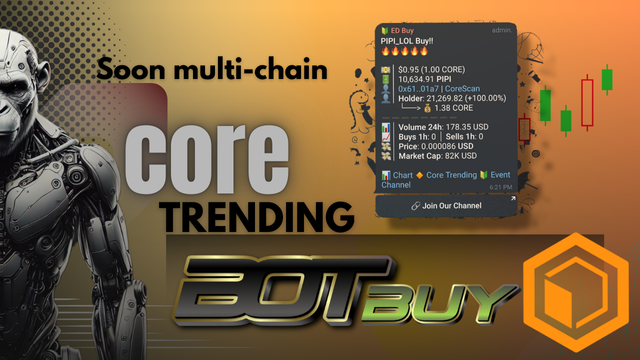 Soon multi-chain
core
TRENDING
BOTBUY
ED Buy admin
PIPI_LOL Buy!!
$0.95 (1.00 CORE)
10,634.91 PIPI
0x61..01a7 | CoreScan
Holder: 21,269.82 (+100.00%)
1.38 CORE
Volume 24h: 178.35 USD
Buys 1h: 0 | Sells 1h: 0
Price: 0.000086 USD
Market Cap: 82K USD
Chart Core Trending Event
Channel 6:21 PM
Join Our Channel